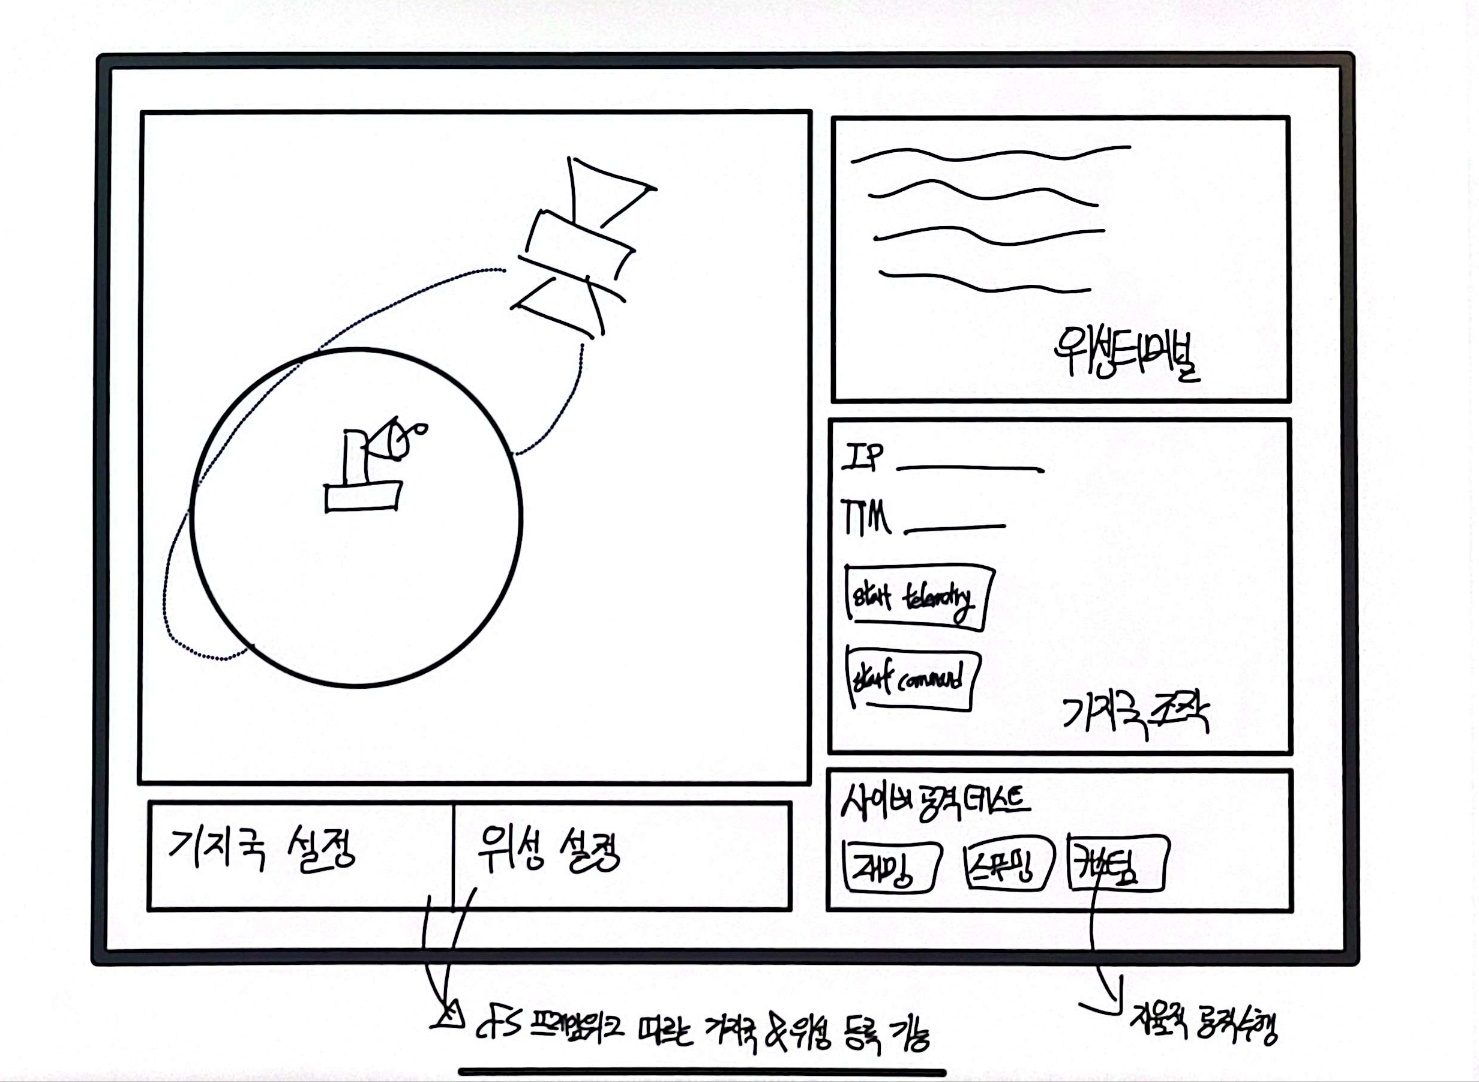 위성터미널
IP
TTM
start telemetry
start command
기지국 조작
사이버 공격 테스트
재밍 스푸핑 커스텀
기지국 설정 위성 설정
cFS 프레임워크 따르는 기지국 & 위성 등록 기능
자율적 공격수행